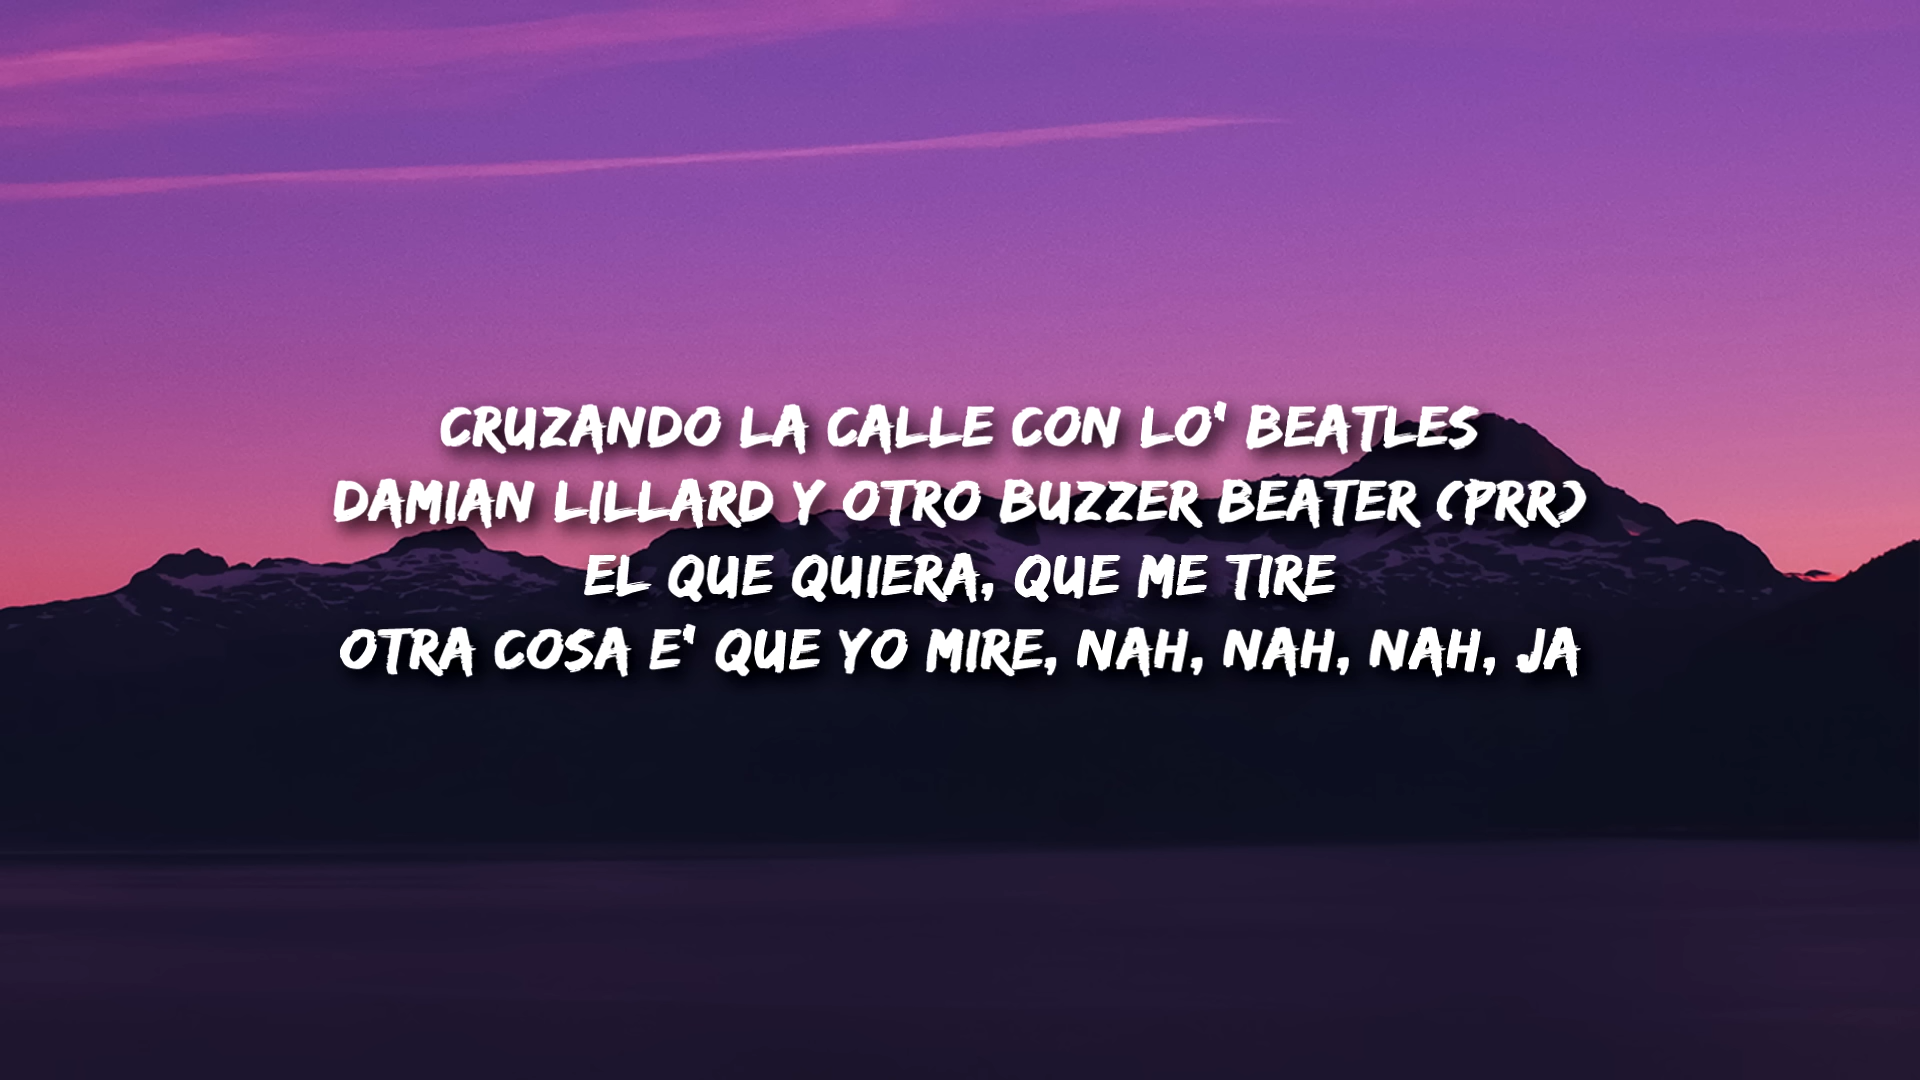 CRUZANDO LA CALLE CON LO' BEATLES
DAMIAN LILLARD Y OTRO BUZZER BEATER (PRR)
EL QUE QUIERA, QUE ME TIRE
OTRA COSA E' QUE YO MIRE, NAH, NAH, NAH, JA